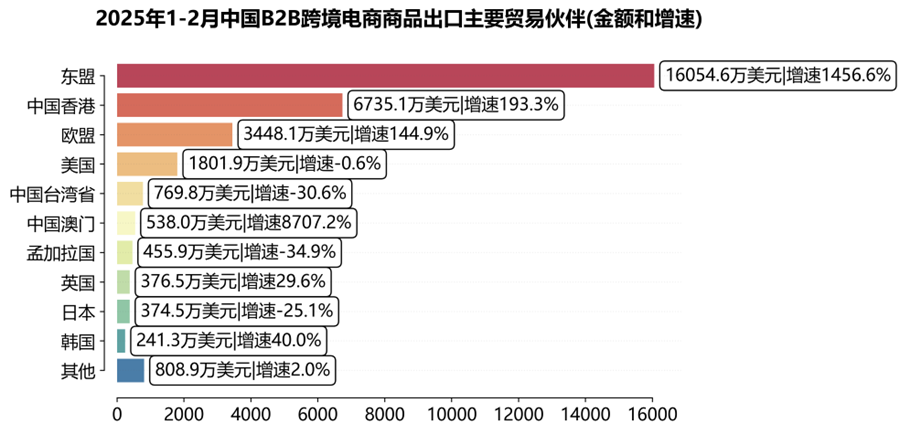 2025年1-2月中国B2B跨境电商商品出口主要贸易伙伴(金额和增速)
东盟 16054.6万美元|增速1456.6%
中国香港 6735.1万美元|增速193.3%
欧盟 3448.1万美元|增速144.9%
美国 1801.9万美元|增速-0.6%
中国台湾省 769.8万美元|增速-30.6%
中国澳门 538.0万美元|增速8707.2%
孟加拉国 455.9万美元|增速-34.9%
英国 376.5万美元|增速29.6%
日本 374.5万美元|增速-25.1%
韩国 241.3万美元|增速40.0%
其他 808.9万美元|增速2.0%
0 2000 4000 6000 8000 10000 12000 14000 16000